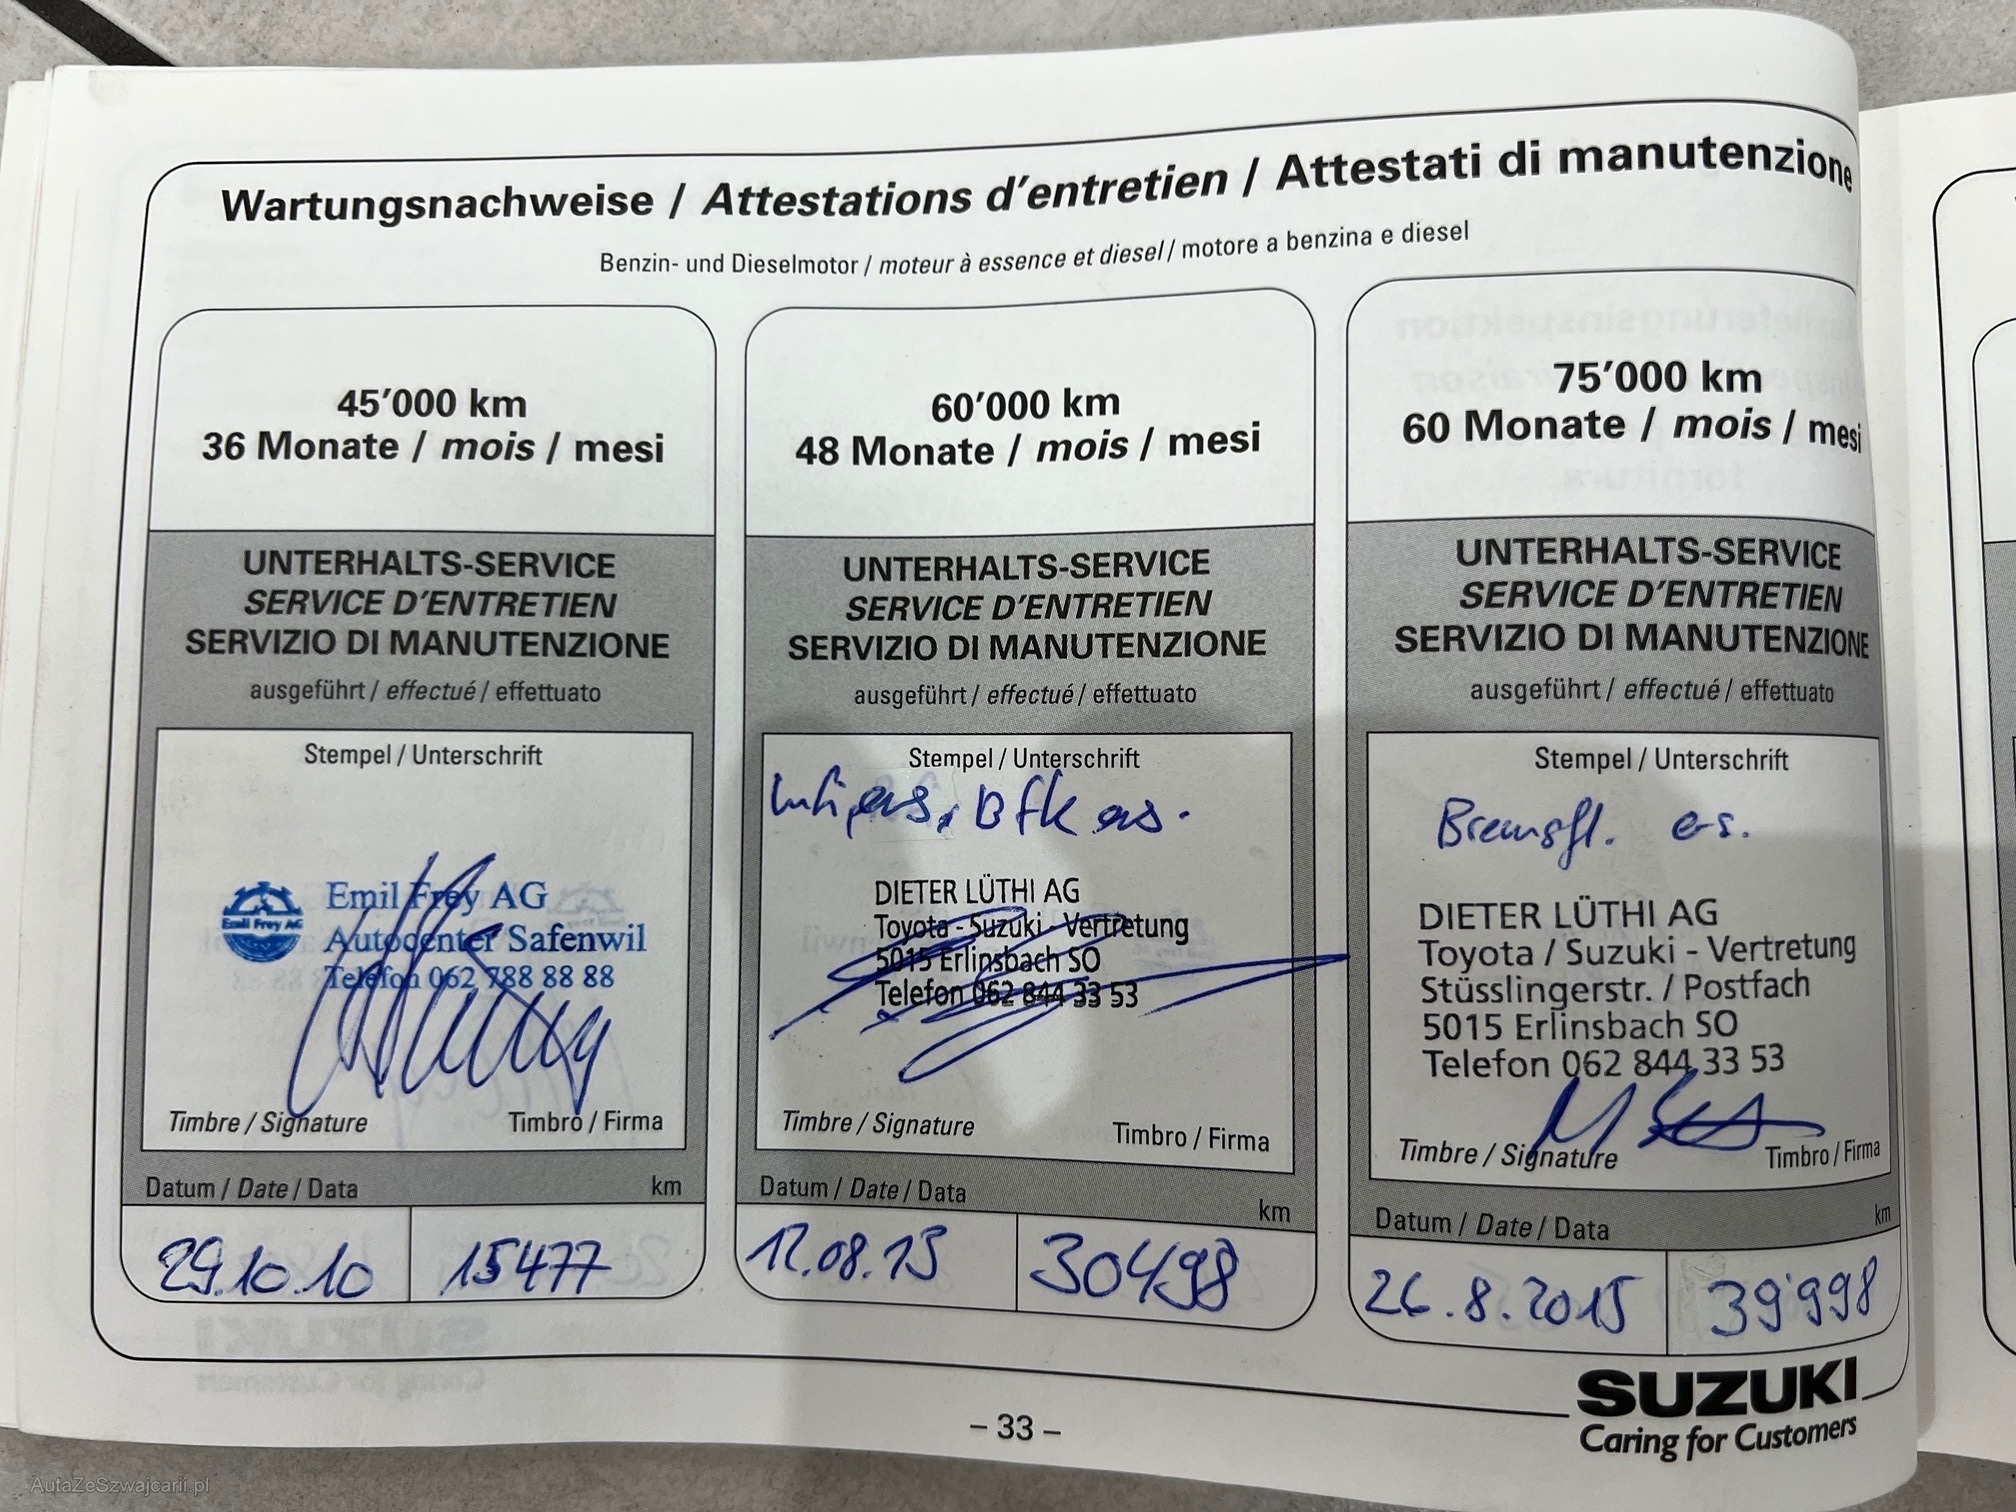 Wartungsnachweise / Attestations d'entretien / Attestati di manutenzione
Benzin- und Dieselmotor / moteur à essence et diesel / motore a benzina e diesel
45'000 km
36 Monate / mois / mesi
UNTERHALTS-SERVICE
SERVICE D'ENTRETIEN
SERVIZIO DI MANUTENZIONE
ausgeführt / effectué / effettuato
Stempel / Unterschrift
Emil Frey AG
Emil Frey AG
Autocenter Safenwil
Telefon 062 788 88 88
Timbre / Signature Timbro / Firma
Datum / Date / Data km
29.10.10 15477
60'000 km
48 Monate / mois / mesi
UNTERHALTS-SERVICE
SERVICE D'ENTRETIEN
SERVIZIO DI MANUTENZIONE
ausgeführt / effectué / effettuato
Stempel / Unterschrift
DIETER LÜTHI AG
Toyota - Suzuki - Vertretung
5015 Erlinsbach SO
Telefon 062 844 33 53
Timbre / Signature Timbro / Firma
Datum / Date / Data km
12.08.13 30498
75'000 km
60 Monate / mois / mesi
UNTERHALTS-SERVICE
SERVICE D'ENTRETIEN
SERVIZIO DI MANUTENZIONE
ausgeführt / effectué / effettuato
Stempel / Unterschrift
Bremsfl. ers.
DIETER LÜTHI AG
Toyota / Suzuki - Vertretung
Stüsslingerstr. / Postfach
5015 Erlinsbach SO
Telefon 062 844 33 53
Timbre / Signature Timbro / Firma
Datum / Date / Data km
26.8.2015 39'998
SUZUKI
Caring for Customers
– 33 –
AutaZeSzwajcarii.pl